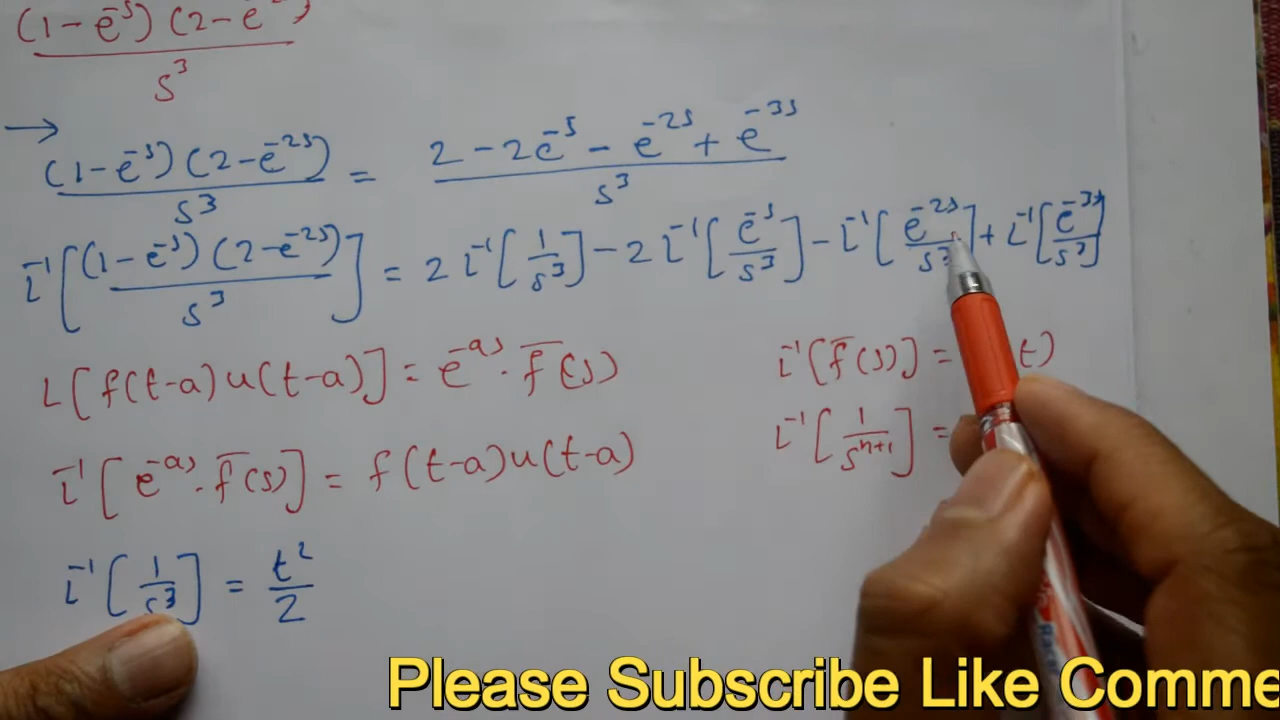 (1-e^-s)(2-e^-2s) / s^3
→ (1-e^-s)(2-e^-2s) / s^3 = 2-2e^-s - e^-2s + e^-3s / s^3
L^-1[(1-e^-s)(2-e^-2s) / s^3] = 2 L^-1[1/s^3] - 2 L^-1[e^-s/s^3] - L^-1[e^-2s/s^3] + L^-1[e^-3s/s^3]
L[f(t-a)u(t-a)] = e^-as . f̅(s)
L^-1[f̅(s)] = t)
L^-1[e^-as . f̅(s)] = f(t-a)u(t-a)
L^-1[1/s^n+1] =
L^-1[1/s^3] = t^2/2
Please Subscribe Like Comme